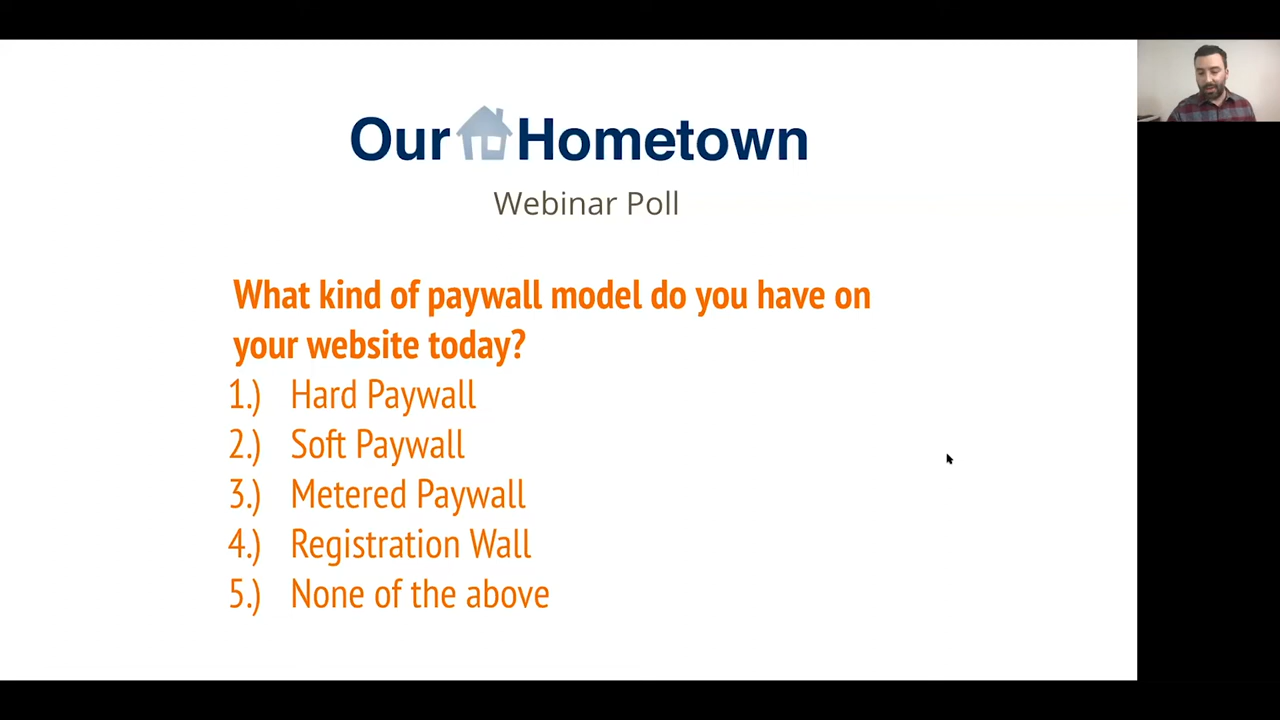 Our Hometown
Webinar Poll
What kind of paywall model do you have on
your website today?
1.) Hard Paywall
2.) Soft Paywall
3.) Metered Paywall
4.) Registration Wall
5.) None of the above